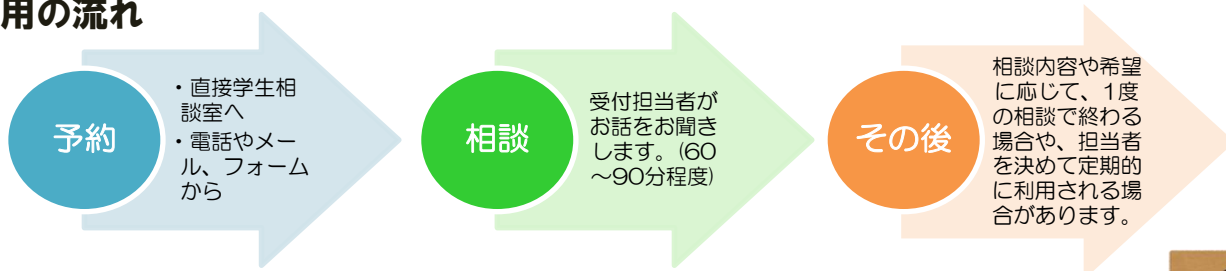 用の流れ
予約
・直接学生相
談室へ
・電話やメー
ル、フォーム
から
相談
受付担当者が
お話をお聞き
します。(60
～90分程度)
その後
相談内容や希望
に応じて、1度
の相談で終わる
場合や、担当者
を決めて定期的
に利用される場
合があります。